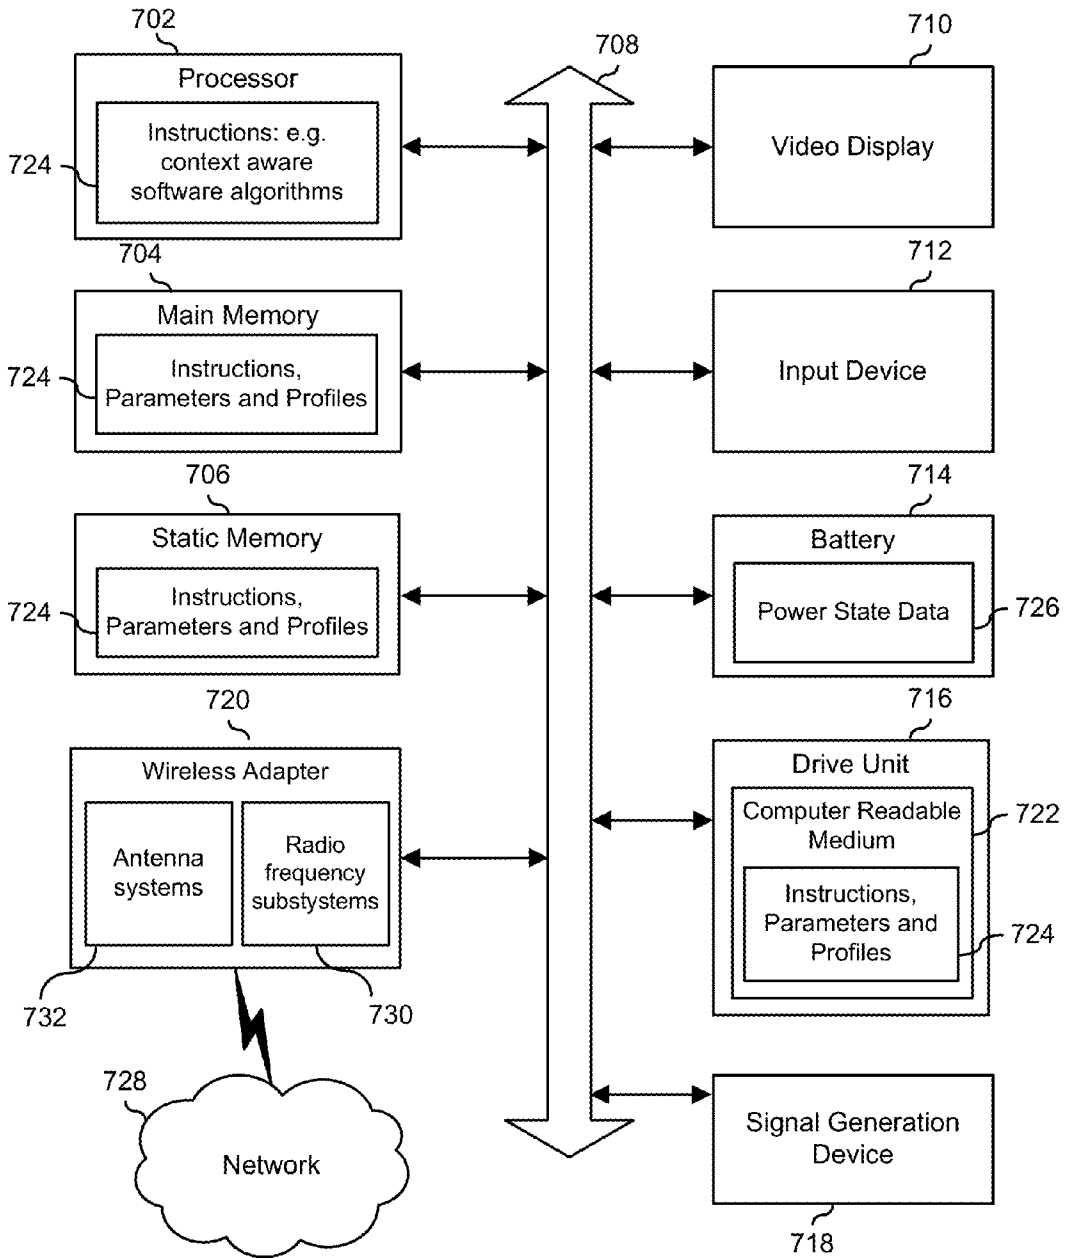 702
Processor
Instructions: e.g.
context aware
software algorithms
724
704
Main Memory
Instructions,
Parameters and Profiles
724
706
Static Memory
Instructions,
Parameters and Profiles
724
720
Wireless Adapter
Antenna
systems
Radio
frequency
substystems
732
730
728
Network
708
710
Video Display
712
Input Device
714
Battery
Power State Data
726
716
Drive Unit
Computer Readable
Medium
722
Instructions,
Parameters and
Profiles
724
Signal Generation
Device
718